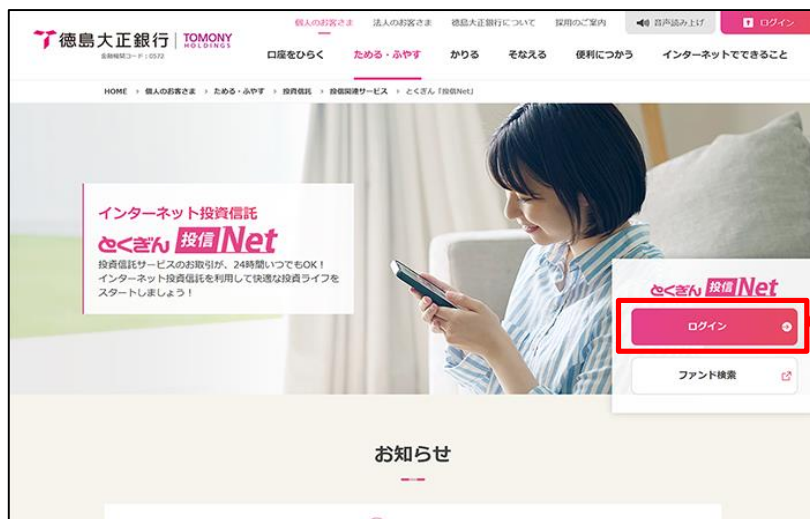 個人のお客さま 法人のお客さま 徳島大正銀行について 採用のご案内 音声読み上げ ログイン
徳島大正銀行 TOMONY HOLDINGS
金融機関コード:0572
口座をひらく ためる・ふやす かりる そなえる 便利につかう インターネットでできること
HOME > 個人のお客さま > ためる・ふやす > 投資信託 > 投信関連サービス > とくぎん「投信Net」
インターネット投資信託
とくぎん 投信Net
投資信託サービスのお取引が、24時間いつでもOK!
インターネット投資信託を利用して快適な投資ライフを
スタートしましょう!
とくぎん 投信Net
ログイン
ファンド検索
お知らせ